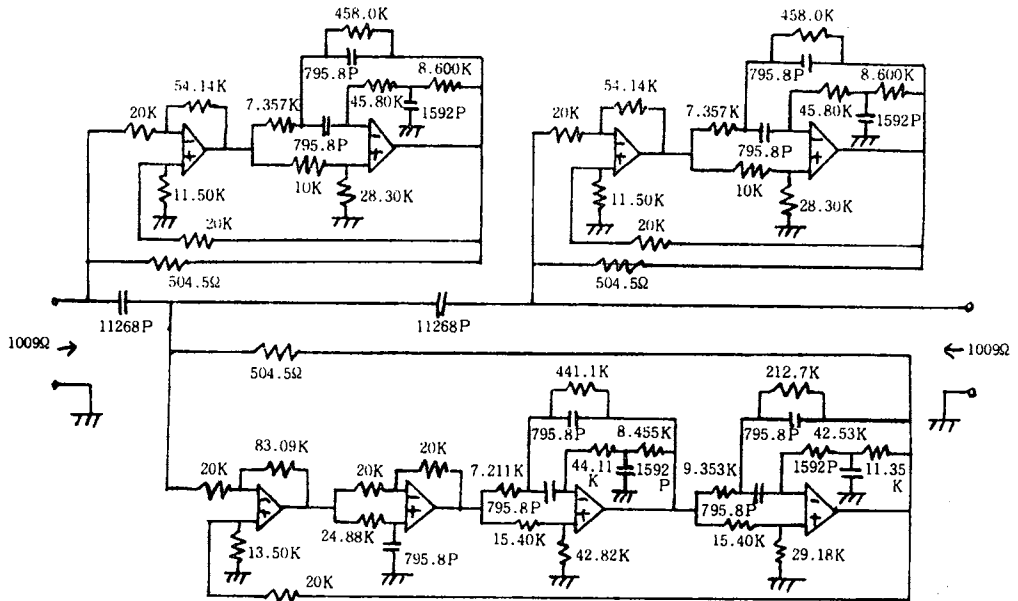 458.0K
795.8P
8.600K
54.14K
45.80K
20K
7.357K
1592P
795.8P
11.50K
10K
28.30K
20K
504.5Ω
458.0K
795.8P
8.600K
54.14K
45.80K
20K
7.357K
1592P
795.8P
11.50K
10K
28.30K
20K
504.5Ω
11268P
11268P
1009Ω
1009Ω
504.5Ω
441.1K
212.7K
795.8P
8.455K
795.8P
42.53K
83.09K
20K
44.11
K
1592
P
1592P
11.35
K
20K
20K
7.211K
9.353K
795.8P
795.8P
24.88K
15.40K
15.40K
13.50K
795.8P
42.82K
29.18K
20K